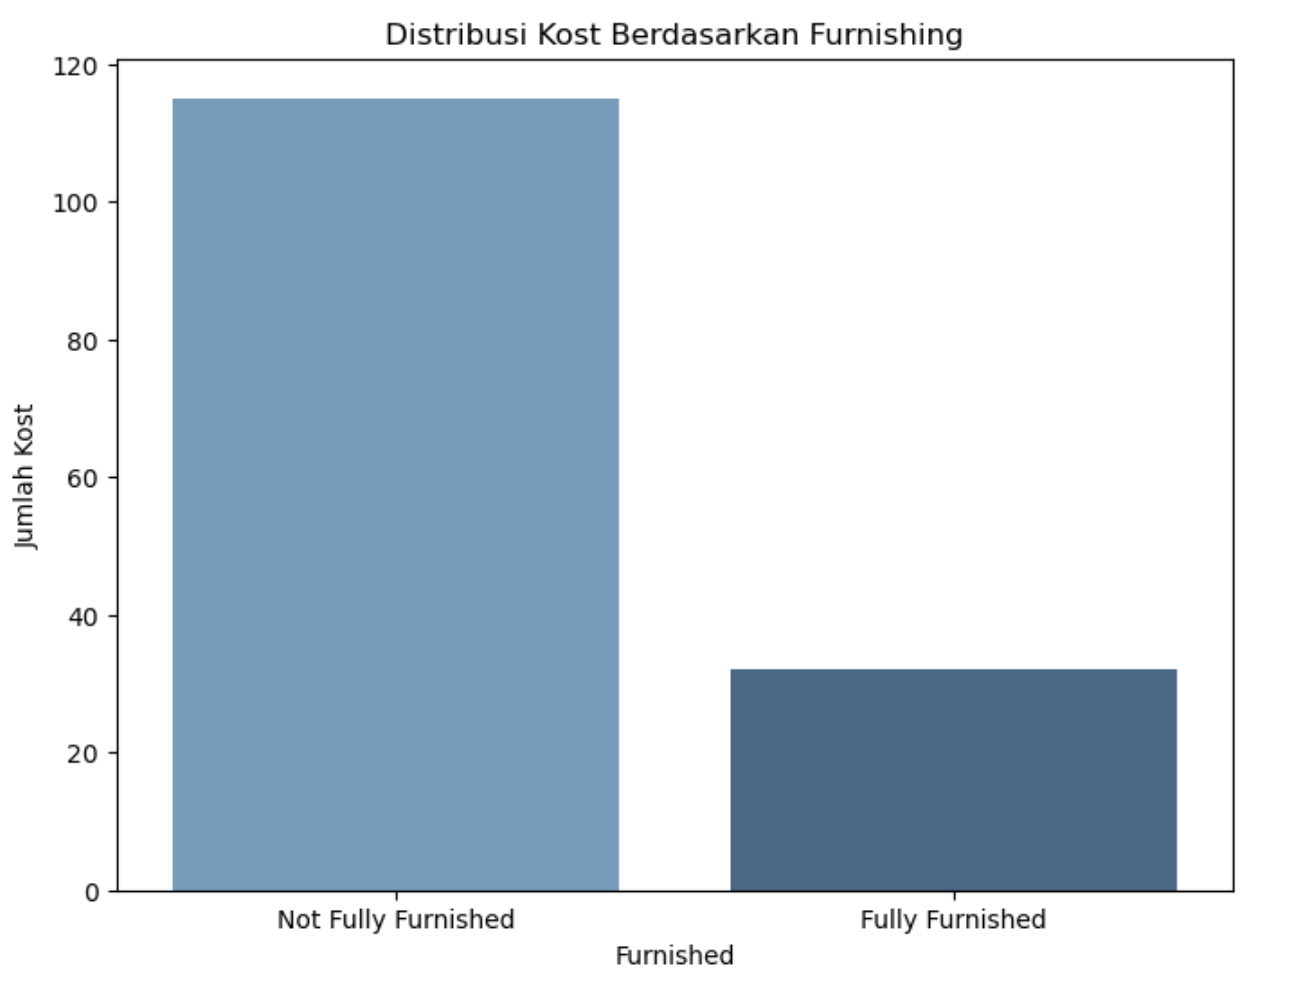 Distribusi Kost Berdasarkan Furnishing
120
100
80
60
40
20
0
Jumlah Kost
Not Fully Furnished
Fully Furnished
Furnished